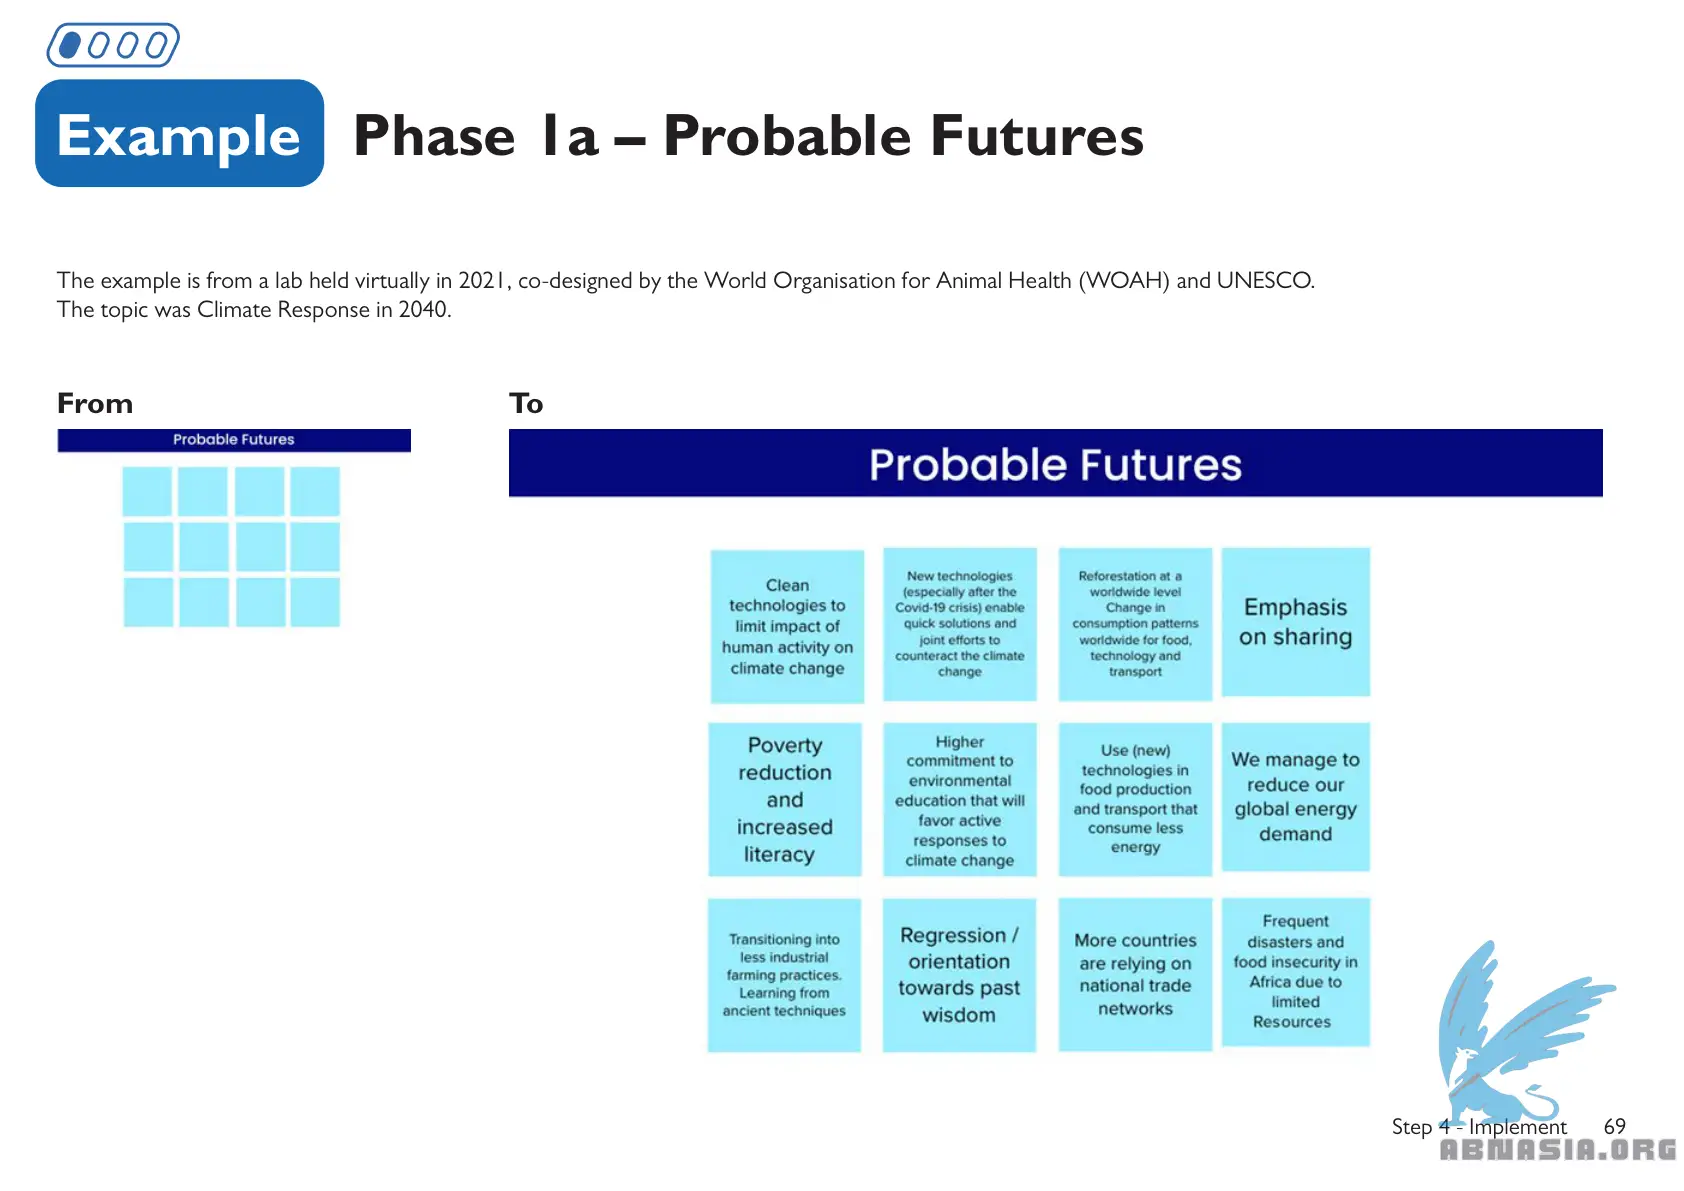 Example
Phase 1a – Probable Futures
The example is from a lab held virtually in 2021, co-designed by the World Organisation for Animal Health (WOAH) and UNESCO.
The topic was Climate Response in 2040.
From
Probable Futures
To
Probable Futures
Clean
technologies to
limit impact of
human activity on
climate change
New technologies
(especially after the
Covid-19 crisis) enable
quick solutions and
joint efforts to
counteract the climate
change
Reforestation at a
worldwide level
Change in
consumption patterns
worldwide for food,
technology and
transport
Emphasis
on sharing
Poverty
reduction
and
increased
literacy
Higher
commitment to
environmental
education that will
favor active
responses to
climate change
Use (new)
technologies in
food production
and transport that
consume less
energy
We manage to
reduce our
global energy
demand
Transitioning into
less industrial
farming practices.
Learning from
ancient techniques
Regression /
orientation
towards past
wisdom
More countries
are relying on
national trade
networks
Frequent
disasters and
food insecurity in
Africa due to
limited
Resources
Step 4 - Implement 69
ABNASIA.ORG